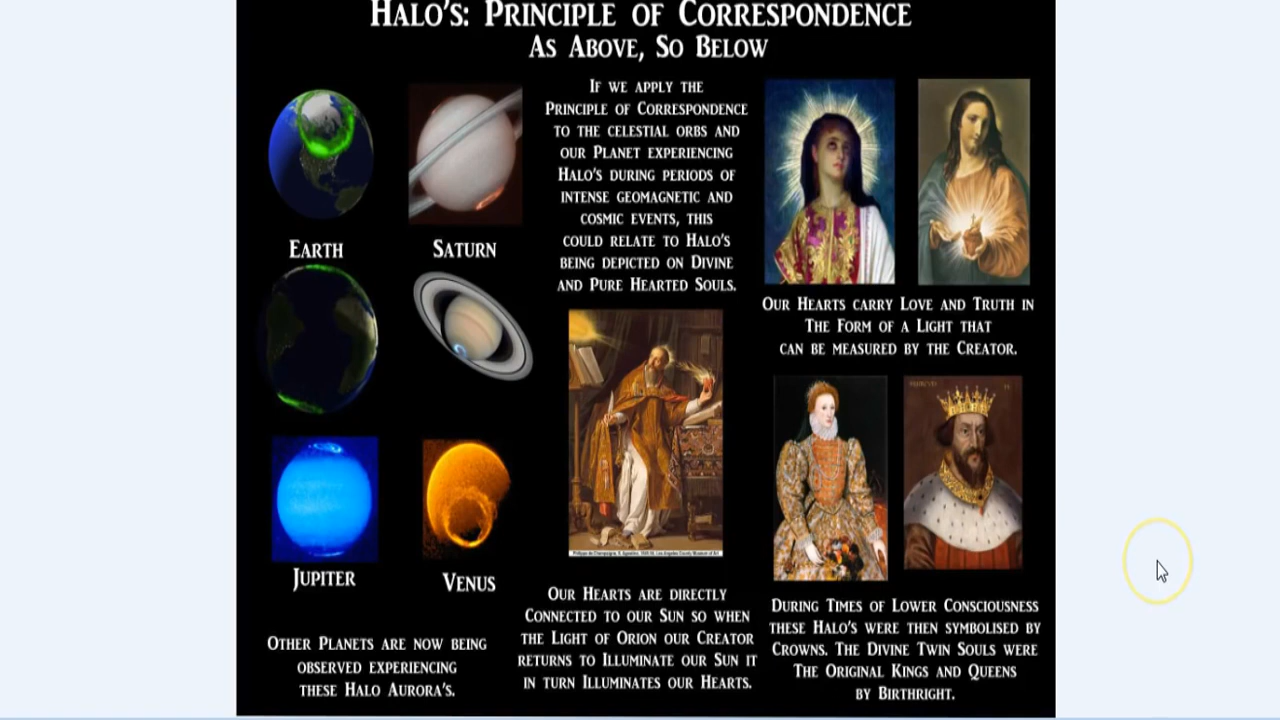 HALO'S: PRINCIPLE OF CORRESPONDENCE
AS ABOVE, SO BELOW
EARTH
SATURN
JUPITER
VENUS
OTHER PLANETS ARE NOW BEING
OBSERVED EXPERIENCING
THESE HALO AURORA'S.
IF WE APPLY THE
PRINCIPLE OF CORRESPONDENCE
TO THE CELESTIAL ORBS AND
OUR PLANET EXPERIENCING
HALO'S DURING PERIODS OF
INTENSE GEOMAGNETIC AND
COSMIC EVENTS, THIS
COULD RELATE TO HALO'S
BEING DEPICTED ON DIVINE
AND PURE HEARTED SOULS.
OUR HEARTS ARE DIRECTLY
CONNECTED TO OUR SUN SO WHEN
THE LIGHT OF ORION OUR CREATOR
RETURNS TO ILLUMINATE OUR SUN IT
IN TURN ILLUMINATES OUR HEARTS.
OUR HEARTS CARRY LOVE AND TRUTH IN
THE FORM OF A LIGHT THAT
CAN BE MEASURED BY THE CREATOR.
DURING TIMES OF LOWER CONSCIOUSNESS
THESE HALO'S WERE THEN SYMBOLISED BY
CROWNS. THE DIVINE TWIN SOULS WERE
THE ORIGINAL KINGS AND QUEENS
BY BIRTHRIGHT.